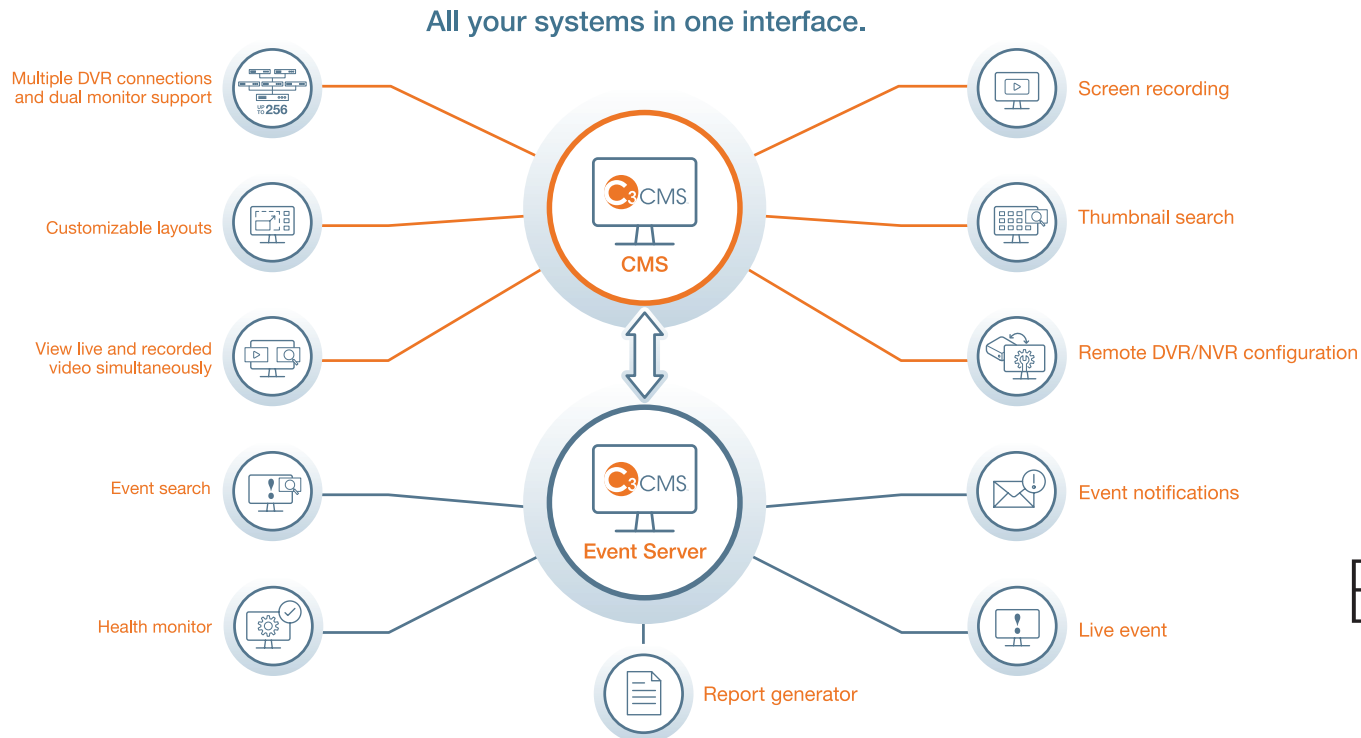 All your systems in one interface.
Multiple DVR connections
and dual monitor support
UP
TO 256
Customizable layouts
View live and recorded
video simultaneously
Event search
Health monitor
C3CMS
CMS
C3CMS
Event Server
Report generator
Screen recording
Thumbnail search
Remote DVR/NVR configuration
Event notifications
Live event